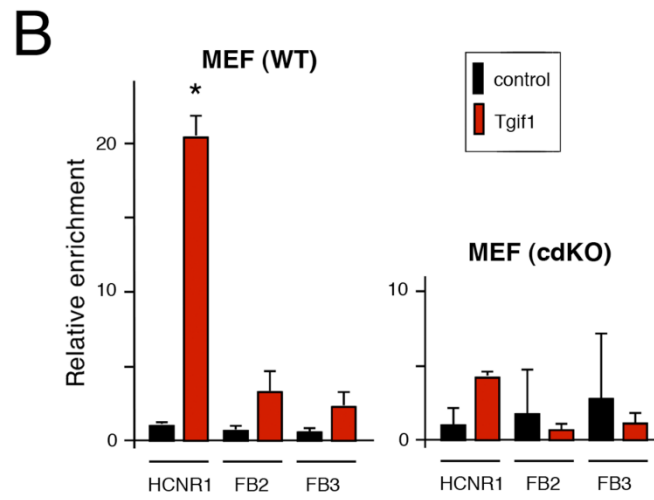 B
MEF (WT)
control
Tgif1
*
20
10
0
Relative enrichment
HCNR1 FB2 FB3
MEF (cdKO)
10
0
HCNR1 FB2 FB3